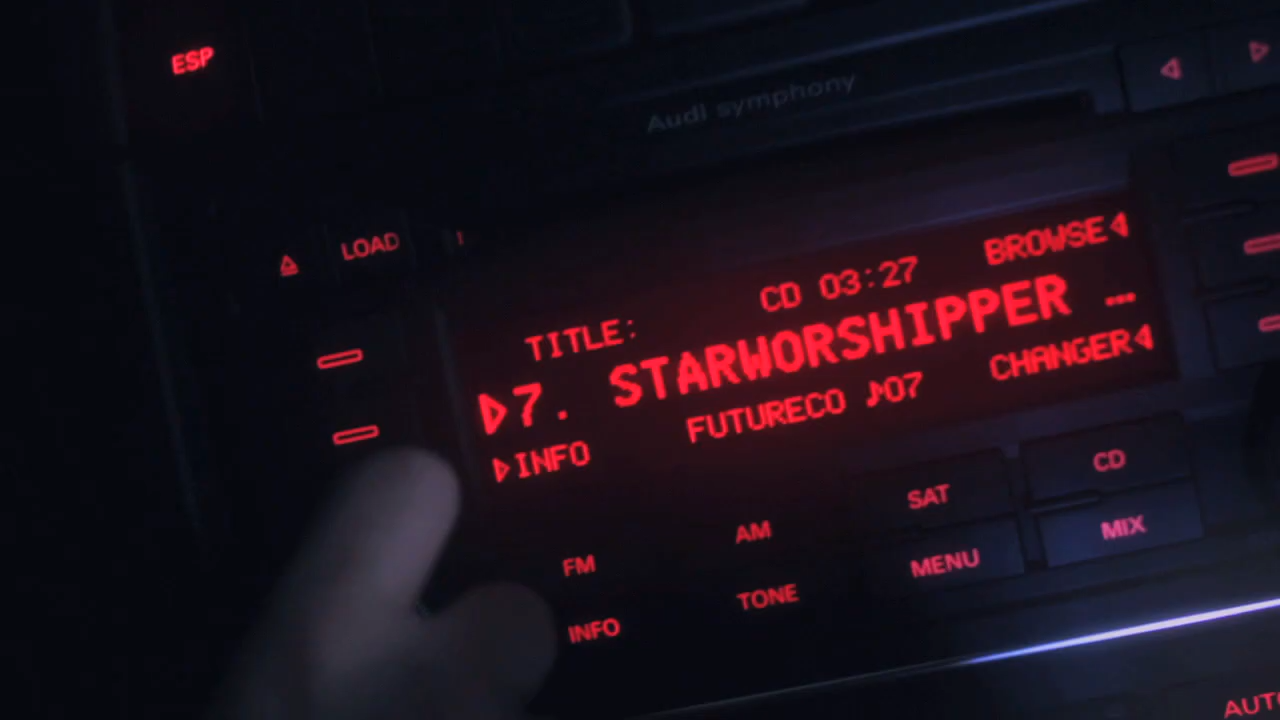 ESP
Audi symphony
LOAD
CD 03:27 BROWSE
TITLE:
7. STARWORSHIPPER …
INFO FUTURECO ♪07 CHANGER
FM AM SAT CD
INFO TONE MENU MIX
AUTO